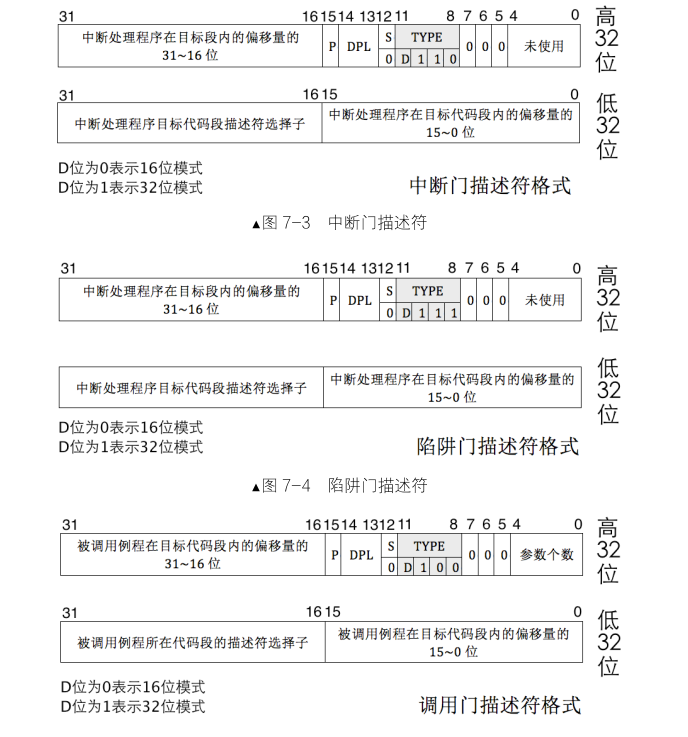 31 16 15 14 13 12 11 8 7 6 5 4 0
中断处理程序在目标段内的偏移量的
31~16 位
P DPL S TYPE 0 0 0 未使用
0 D 1 1 0
高32位
31 16 15 0
中断处理程序目标代码段描述符选择子
中断处理程序在目标代码段内的偏移量的
15~0 位
低32位
D位为0表示16位模式
D位为1表示32位模式
中断门描述符格式
▲图 7-3 中断门描述符
31 16 15 14 13 12 11 8 7 6 5 4 0
中断处理程序在目标段内的偏移量的
31~16 位
P DPL S TYPE 0 0 0 未使用
0 D 1 1 1
高32位
中断处理程序目标代码段描述符选择子
中断处理程序在目标代码段内的偏移量的
15~0 位
低32位
D位为0表示16位模式
D位为1表示32位模式
陷阱门描述符格式
▲图 7-4 陷阱门描述符
31 16 15 14 13 12 11 8 7 6 5 4 0
被调用例程在目标代码段内的偏移量的
31~16 位
P DPL S TYPE 0 0 0 参数个数
0 D 1 0 0
高32位
31 16 15 0
被调用例程所在代码段的描述符选择子
被调用例程在目标代码段内的偏移量的
15~0 位
低32位
D位为0表示16位模式
D位为1表示32位模式
调用门描述符格式